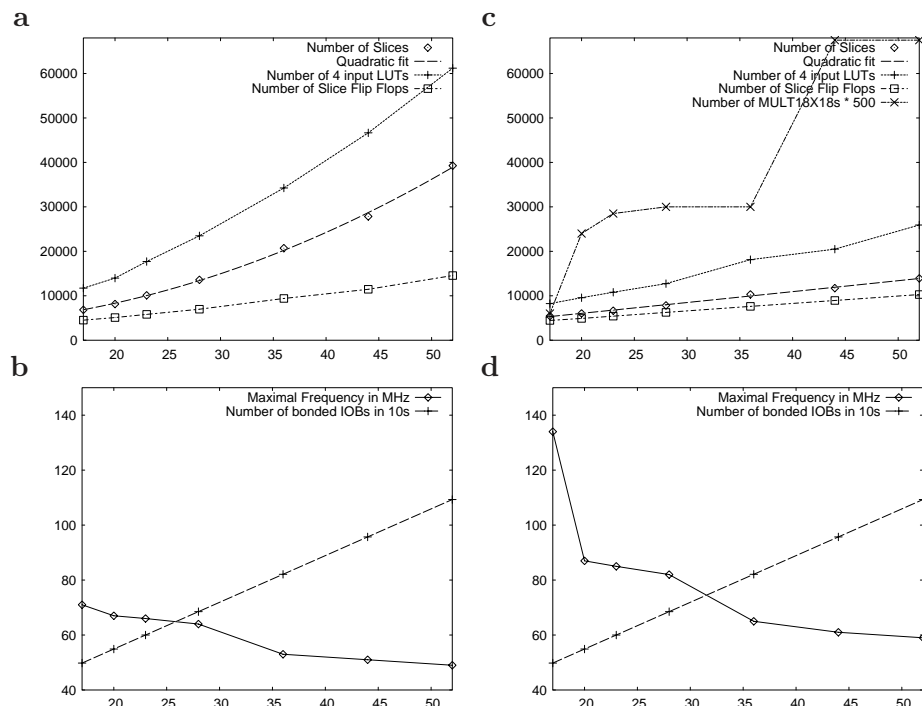 a
Number of Slices
Quadratic fit
Number of 4 input LUTs
Number of Slice Flip Flops
60000
50000
40000
30000
20000
10000
0
20 25 30 35 40 45 50
c
Number of Slices
Quadratic fit
Number of 4 input LUTs
Number of Slice Flip Flops
Number of MULT18X18s * 500
60000
50000
40000
30000
20000
10000
0
20 25 30 35 40 45 50
b
Maximal Frequency in MHz
Number of bonded IOBs in 10s
140
120
100
80
60
40
20 25 30 35 40 45 50
d
Maximal Frequency in MHz
Number of bonded IOBs in 10s
140
120
100
80
60
40
20 25 30 35 40 45 50